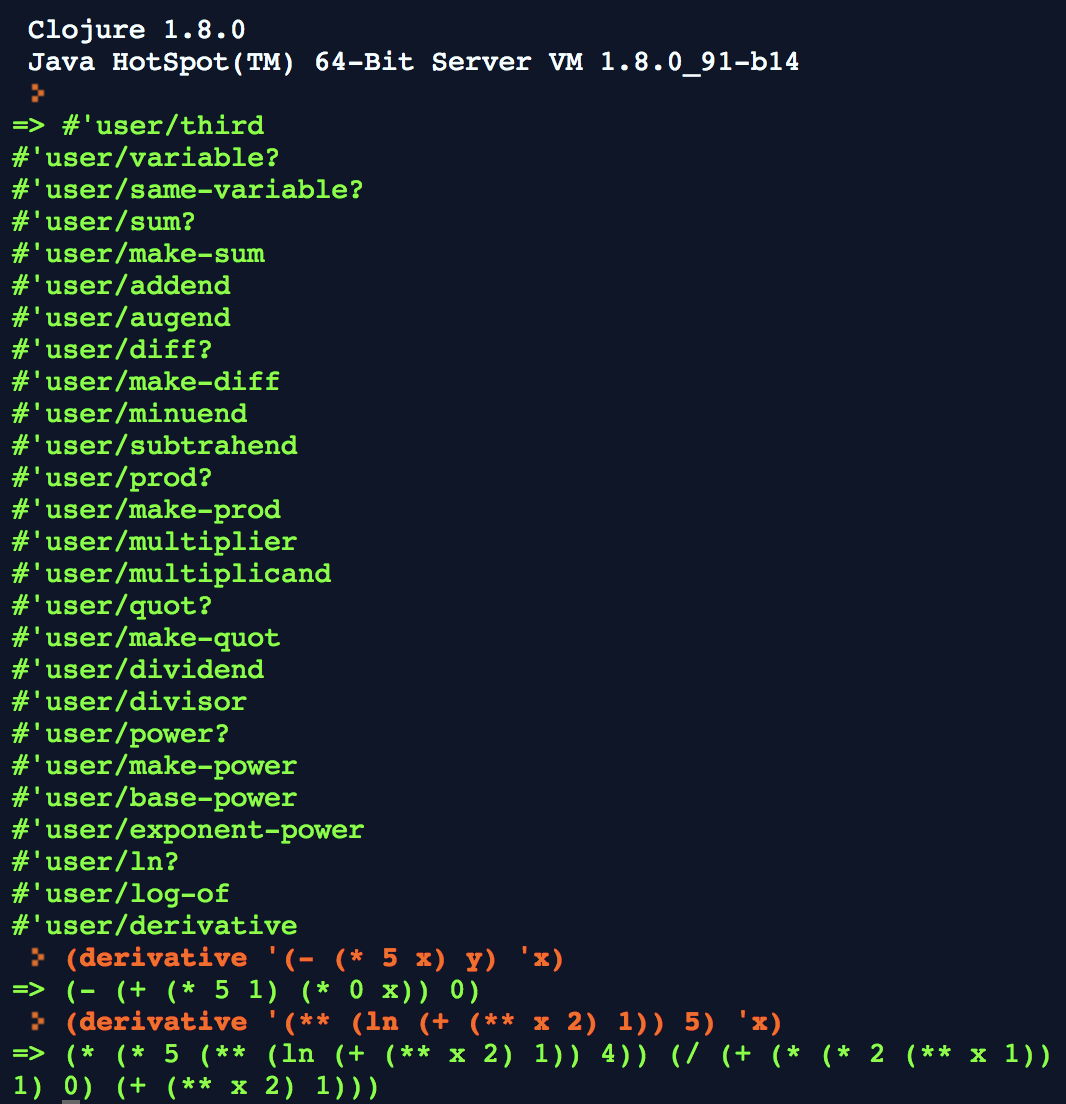 Clojure 1.8.0
Java HotSpot(TM) 64-Bit Server VM 1.8.0_91-b14
=> #'user/third
#'user/variable?
#'user/same-variable?
#'user/sum?
#'user/make-sum
#'user/addend
#'user/augend
#'user/diff?
#'user/make-diff
#'user/minuend
#'user/subtrahend
#'user/prod?
#'user/make-prod
#'user/multiplier
#'user/multiplicand
#'user/quot?
#'user/make-quot
#'user/dividend
#'user/divisor
#'user/power?
#'user/make-power
#'user/base-power
#'user/exponent-power
#'user/ln?
#'user/log-of
#'user/derivative
(derivative '(- (* 5 x) y) 'x)
=> (- (+ (* 5 1) (* 0 x)) 0)
(derivative '(** (ln (+ (** x 2) 1)) 5) 'x)
=> (* (* 5 (** (ln (+ (** x 2) 1)) 4)) (/ (+ (* (* 2 (** x 1))
1) 0) (+ (** x 2) 1)))